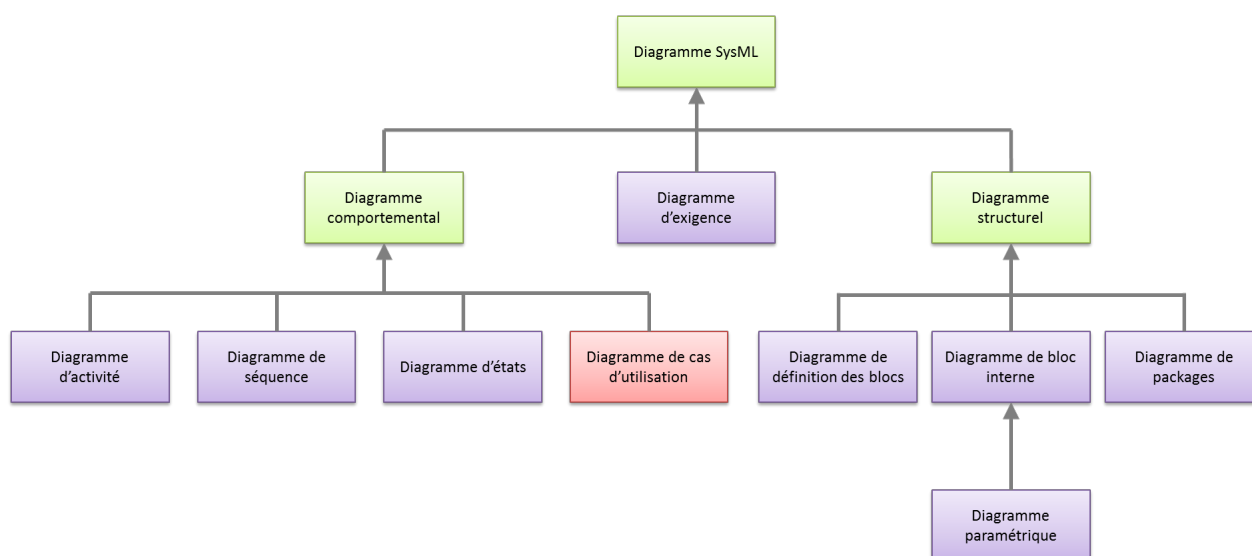 Diagramme SysML
Diagramme
comportemental
Diagramme
d’exigence
Diagramme
structurel
Diagramme
d’activité
Diagramme de
séquence
Diagramme d’états
Diagramme de cas
d’utilisation
Diagramme de
définition des blocs
Diagramme de bloc
interne
Diagramme de
packages
Diagramme
paramétrique